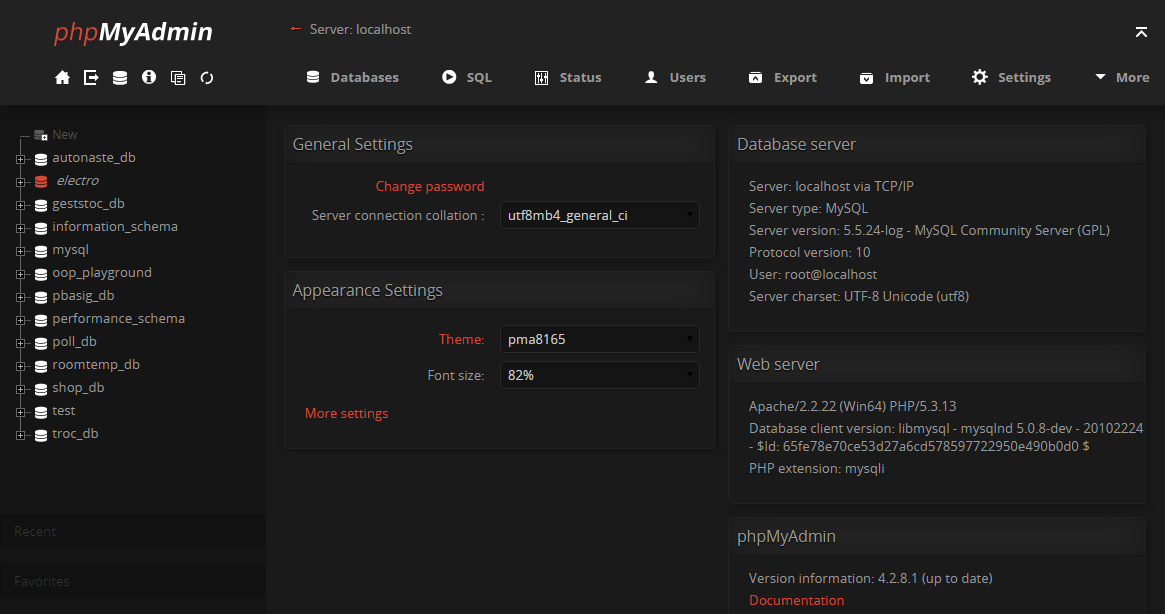 phpMyAdmin
Server: localhost
Databases
SQL
Status
Users
Export
Import
Settings
More
New
autonaste_db
electro
geststoc_db
information_schema
mysql
oop_playground
pbasig_db
performance_schema
poll_db
roomtemp_db
shop_db
test
troc_db
Recent
Favorites
General Settings
Change password
Server connection collation : utf8mb4_general_ci
Appearance Settings
Theme: pma8165
Font size: 82%
More settings
Database server
Server: localhost via TCP/IP
Server type: MySQL
Server version: 5.5.24-log - MySQL Community Server (GPL)
Protocol version: 10
User: root@localhost
Server charset: UTF-8 Unicode (utf8)
Web server
Apache/2.2.22 (Win64) PHP/5.3.13
Database client version: libmysql - mysqlnd 5.0.8-dev - 20102224
- $Id: 65fe78e70ce53d27a6cd578597722950e490b0d0 $
PHP extension: mysqli
phpMyAdmin
Version information: 4.2.8.1 (up to date)
Documentation